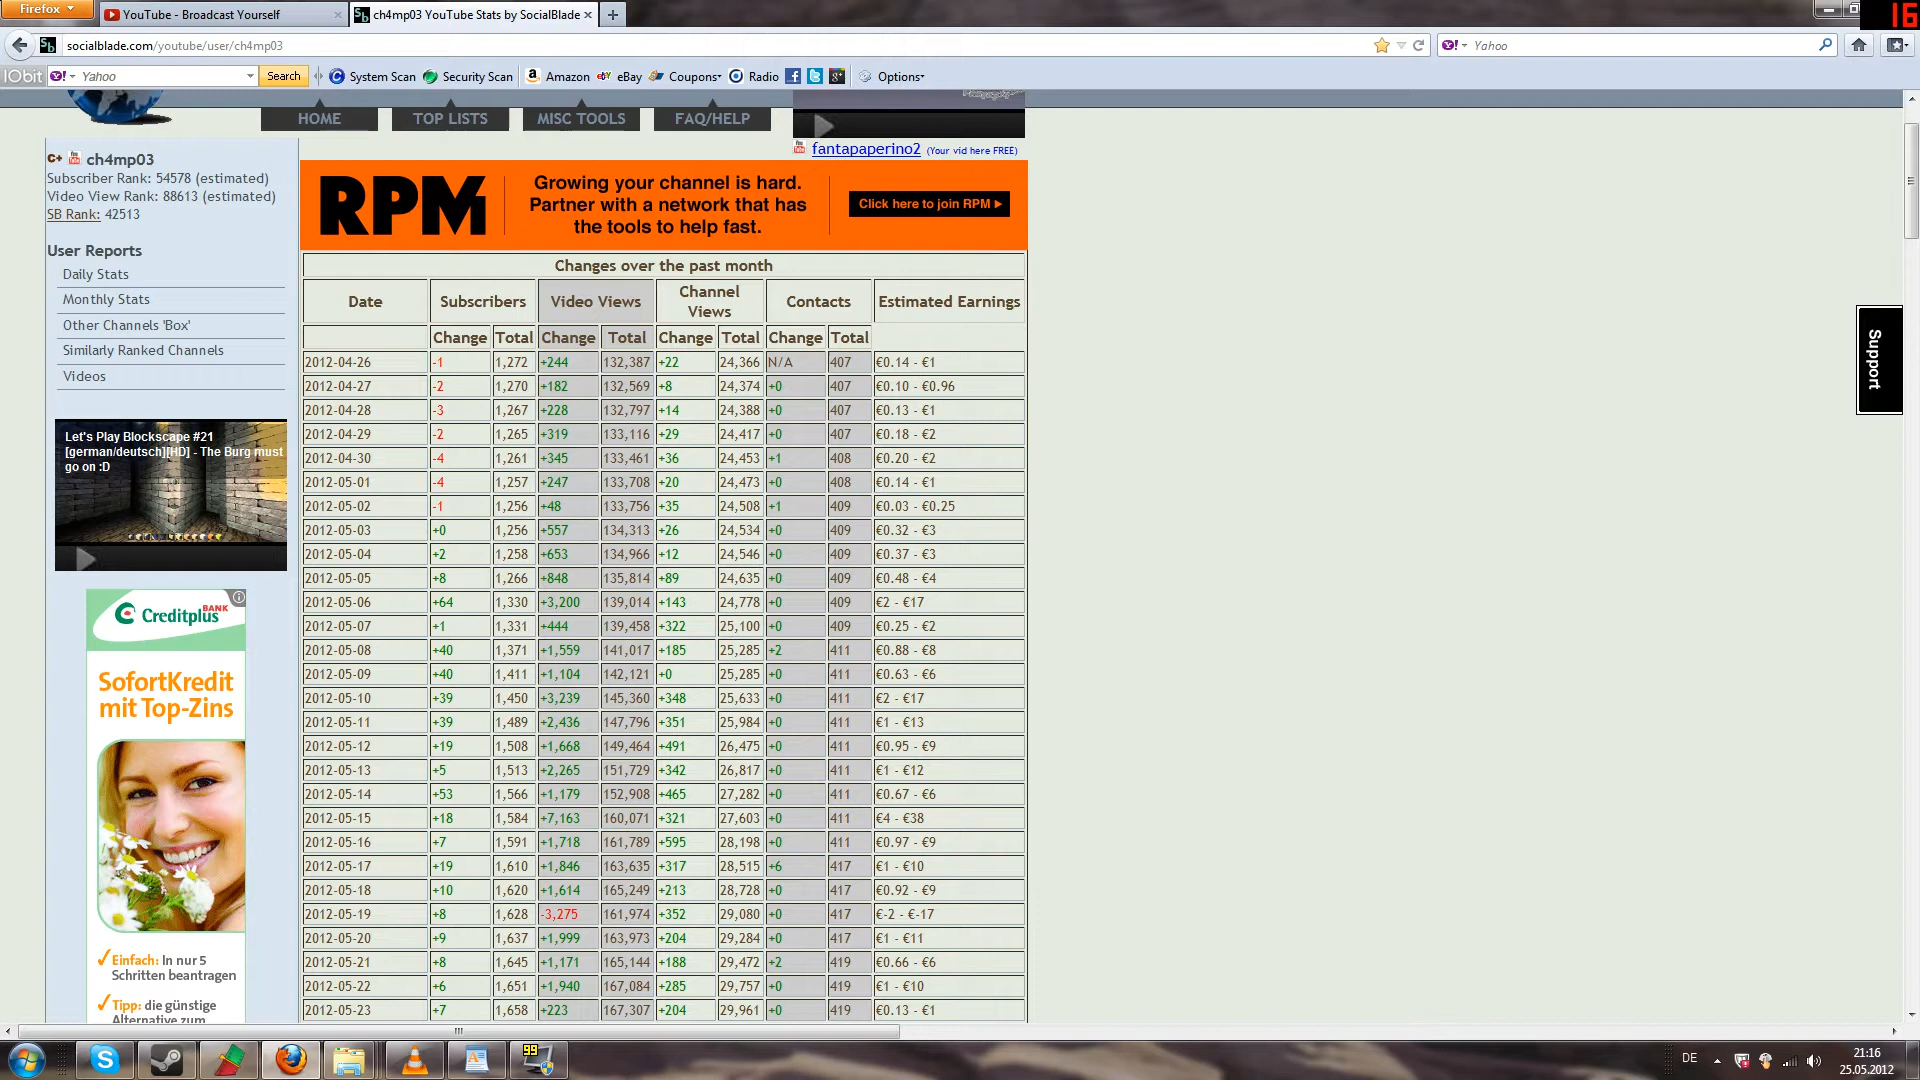 Firefox
YouTube - Broadcast Yourself
ch4mp03 YouTube Stats by SocialBlade
16
socialblade.com/youtube/user/ch4mp03
Yahoo
IObit Yahoo Search System Scan Security Scan Amazon eBay Coupons Radio Options
HOME TOP LISTS MISC TOOLS FAQ/HELP
fantapaperino2 (Your vid here FREE)
C+ ch4mp03
Subscriber Rank: 54578 (estimated)
Video View Rank: 88613 (estimated)
SB Rank: 42513
User Reports
Daily Stats
Monthly Stats
Other Channels 'Box'
Similarly Ranked Channels
Videos
Let's Play Blockscape #21
[german/deutsch][HD] - The Burg must
go on :D
Creditplus BANK
SofortKredit
mit Top-Zins
Einfach: In nur 5
Schritten beantragen
Tipp: die günstige
Alternative zum
RPM
Growing your channel is hard.
Partner with a network that has
the tools to help fast.
Click here to join RPM
Changes over the past month
Date Subscribers Video Views Channel Views Contacts Estimated Earnings
Change Total Change Total Change Total Change Total
2012-04-26 -1 1,272 +244 132,387 +22 24,366 N/A 407 €0.14 - €1
2012-04-27 -2 1,270 +182 132,569 +8 24,374 +0 407 €0.10 - €0.96
2012-04-28 -3 1,267 +228 132,797 +14 24,388 +0 407 €0.13 - €1
2012-04-29 -2 1,265 +319 133,116 +29 24,417 +0 407 €0.18 - €2
2012-04-30 -4 1,261 +345 133,461 +36 24,453 +1 408 €0.20 - €2
2012-05-01 -4 1,257 +247 133,708 +20 24,473 +0 408 €0.14 - €1
2012-05-02 -1 1,256 +48 133,756 +35 24,508 +1 409 €0.03 - €0.25
2012-05-03 +0 1,256 +557 134,313 +26 24,534 +0 409 €0.32 - €3
2012-05-04 +2 1,258 +653 134,966 +12 24,546 +0 409 €0.37 - €3
2012-05-05 +8 1,266 +848 135,814 +89 24,635 +0 409 €0.48 - €4
2012-05-06 +64 1,330 +3,200 139,014 +143 24,778 +0 409 €2 - €17
2012-05-07 +1 1,331 +444 139,458 +322 25,100 +0 409 €0.25 - €2
2012-05-08 +40 1,371 +1,559 141,017 +185 25,285 +2 411 €0.88 - €8
2012-05-09 +40 1,411 +1,104 142,121 +0 25,285 +0 411 €0.63 - €6
2012-05-10 +39 1,450 +3,239 145,360 +348 25,633 +0 411 €2 - €17
2012-05-11 +39 1,489 +2,436 147,796 +351 25,984 +0 411 €1 - €13
2012-05-12 +19 1,508 +1,668 149,464 +491 26,475 +0 411 €0.95 - €9
2012-05-13 +5 1,513 +2,265 151,729 +342 26,817 +0 411 €1 - €12
2012-05-14 +53 1,566 +1,179 152,908 +465 27,282 +0 411 €0.67 - €6
2012-05-15 +18 1,584 +7,163 160,071 +321 27,603 +0 411 €4 - €38
2012-05-16 +7 1,591 +1,718 161,789 +595 28,198 +0 411 €0.97 - €9
2012-05-17 +19 1,610 +1,846 163,635 +317 28,515 +6 417 €1 - €10
2012-05-18 +10 1,620 +1,614 165,249 +213 28,728 +0 417 €0.92 - €9
2012-05-19 +8 1,628 -3,275 161,974 +352 29,080 +0 417 €-2 - €-17
2012-05-20 +9 1,637 +1,999 163,973 +204 29,284 +0 417 €1 - €11
2012-05-21 +8 1,645 +1,171 165,144 +188 29,472 +2 419 €0.66 - €6
2012-05-22 +6 1,651 +1,940 167,084 +285 29,757 +0 419 €1 - €10
2012-05-23 +7 1,658 +223 167,307 +204 29,961 +0 419 €0.13 - €1
Support
99
DE
21:16
25.05.2012